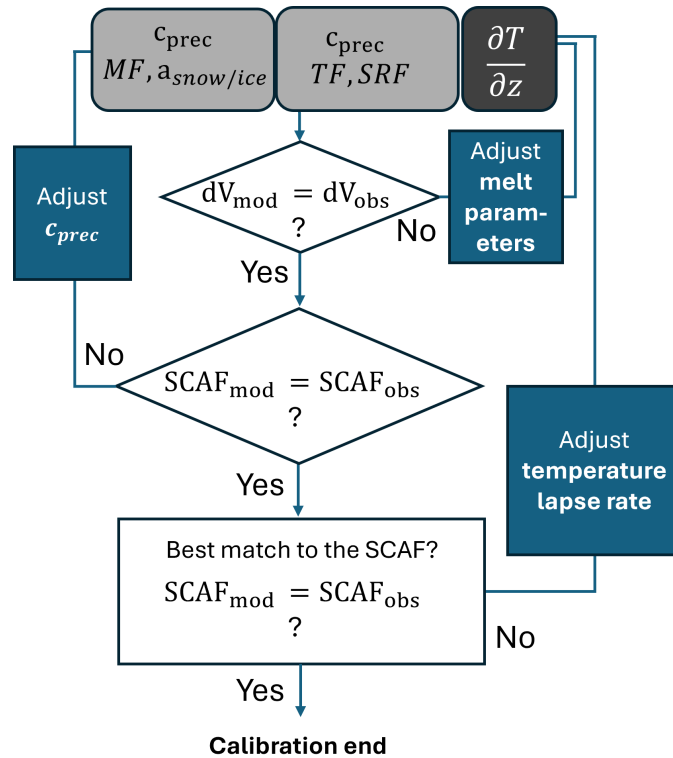 c_prec
MF, a_snow/ice
c_prec
TF, SRF
∂T
∂z
Adjust
c_prec
dV_mod = dV_obs
?
No
Adjust
melt
param-
eters
Yes
No
SCAF_mod = SCAF_obs
?
Adjust
temperature
lapse rate
Yes
Best match to the SCAF?
SCAF_mod = SCAF_obs
?
No
Yes
Calibration end